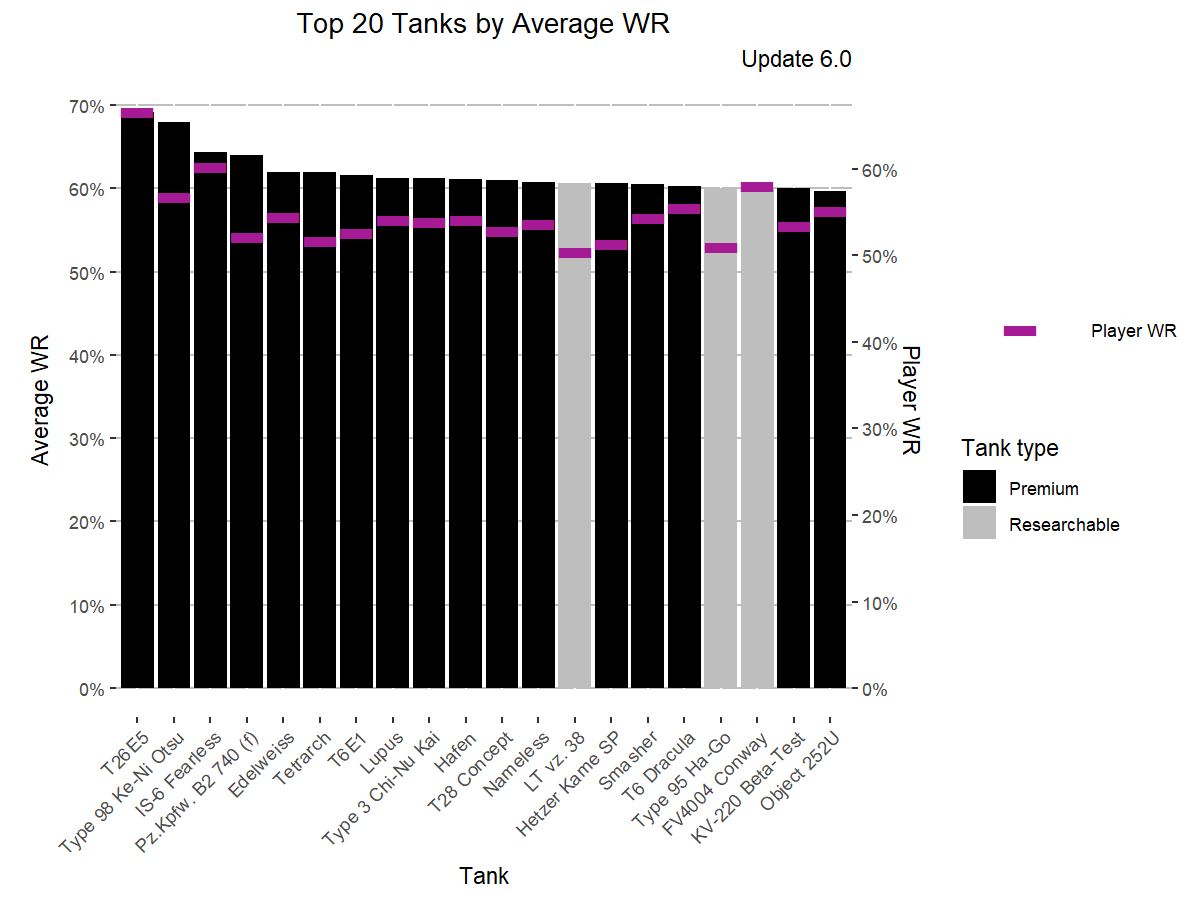 Top 20 Tanks by Average WR
Update 6.0
70%
60%
50%
40%
30%
20%
10%
0%
Average WR
60%
50%
40%
30%
20%
10%
0%
Player WR
Player WR
Tank type
Premium
Researchable
T26E5
Type 98 Ke-Ni Otsu
IS-6 Fearless
Pz.Kpfw. B2 740 (f)
Edelweiss
Tetrarch
T6E1
Lupus
Type 3 Chi-Nu Kai
Hafen
T28 Concept
Nameless
LT vz. 38
Hetzer Kame SP
Smasher
T6 Dracula
Type 95 Ha-Go
FV4004 Conway
KV-220 Beta-Test
Object 252U
Tank